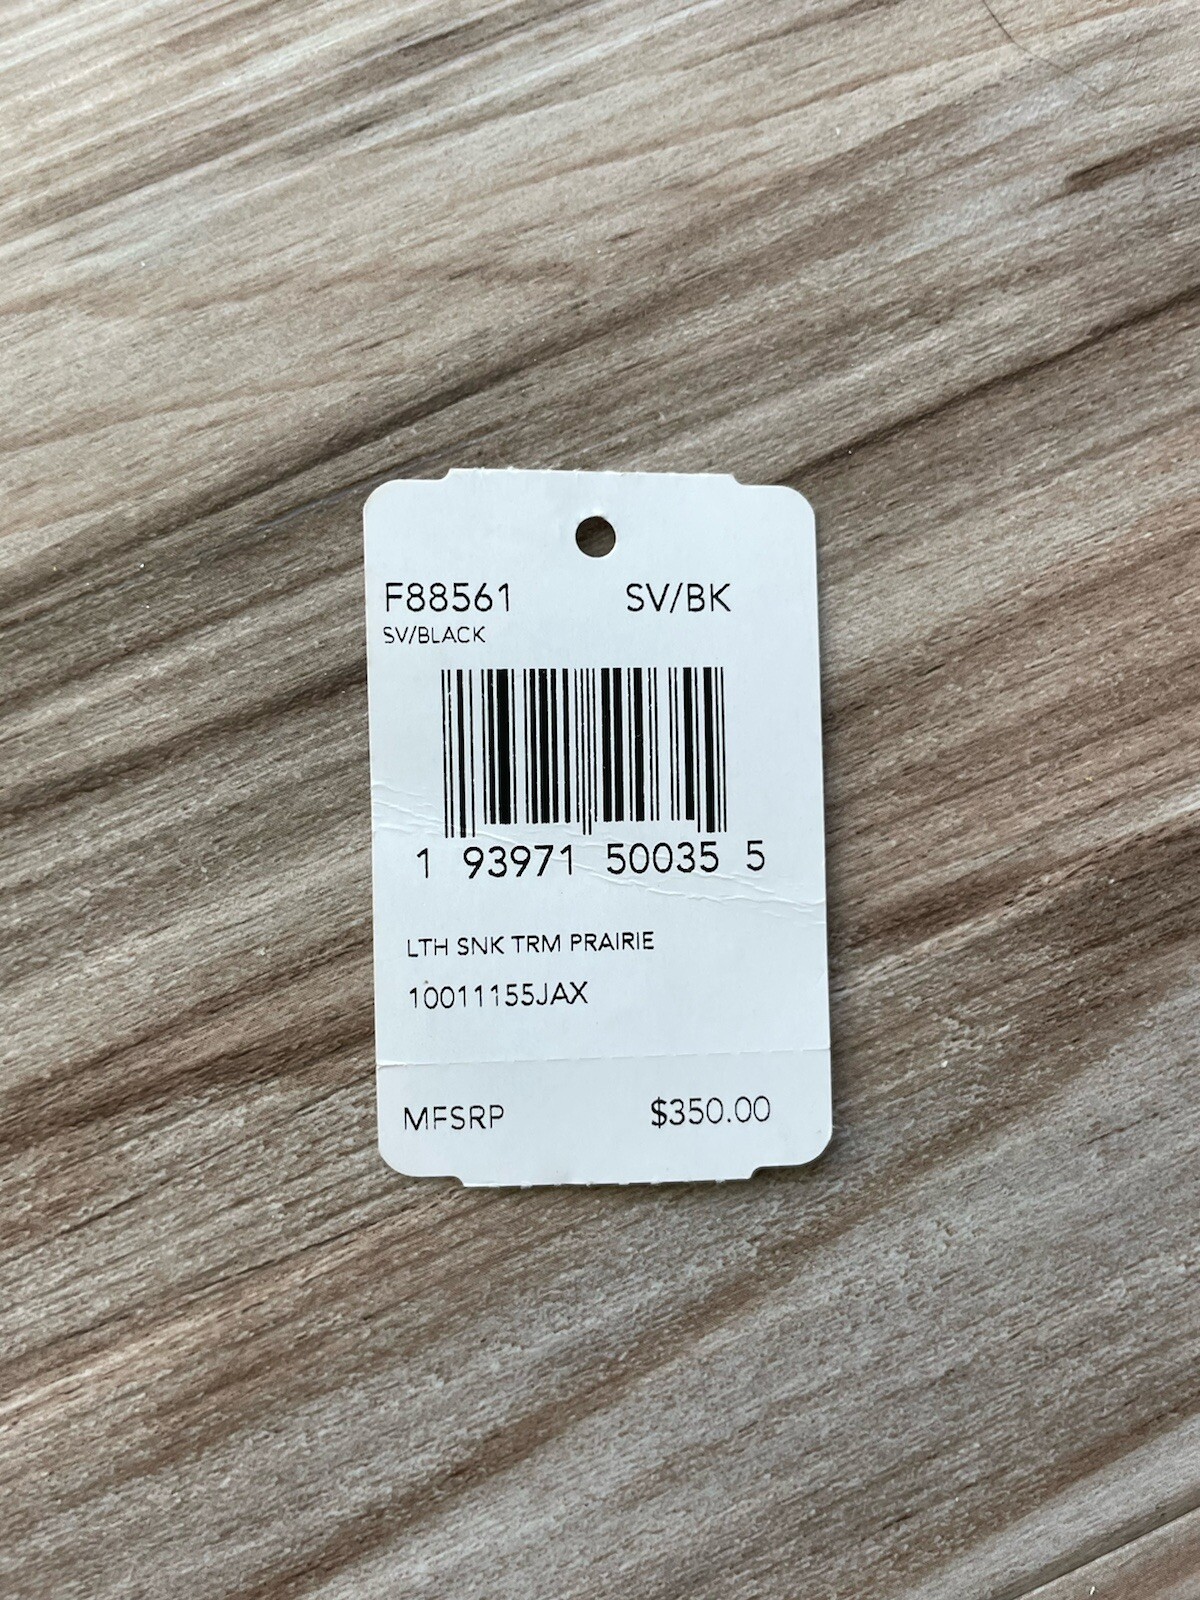 F88561 SV/BK
SV/BLACK
1 93971 50035 5
LTH SNK TRM PRAIRIE
10011155JAX
MFSRP $350.00